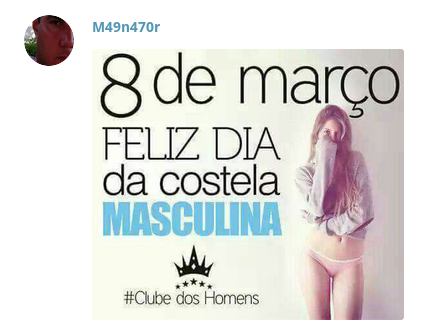 M49n470r
8 de março
FELIZ DIA
da costela
MASCULINA
#Clube dos Homens